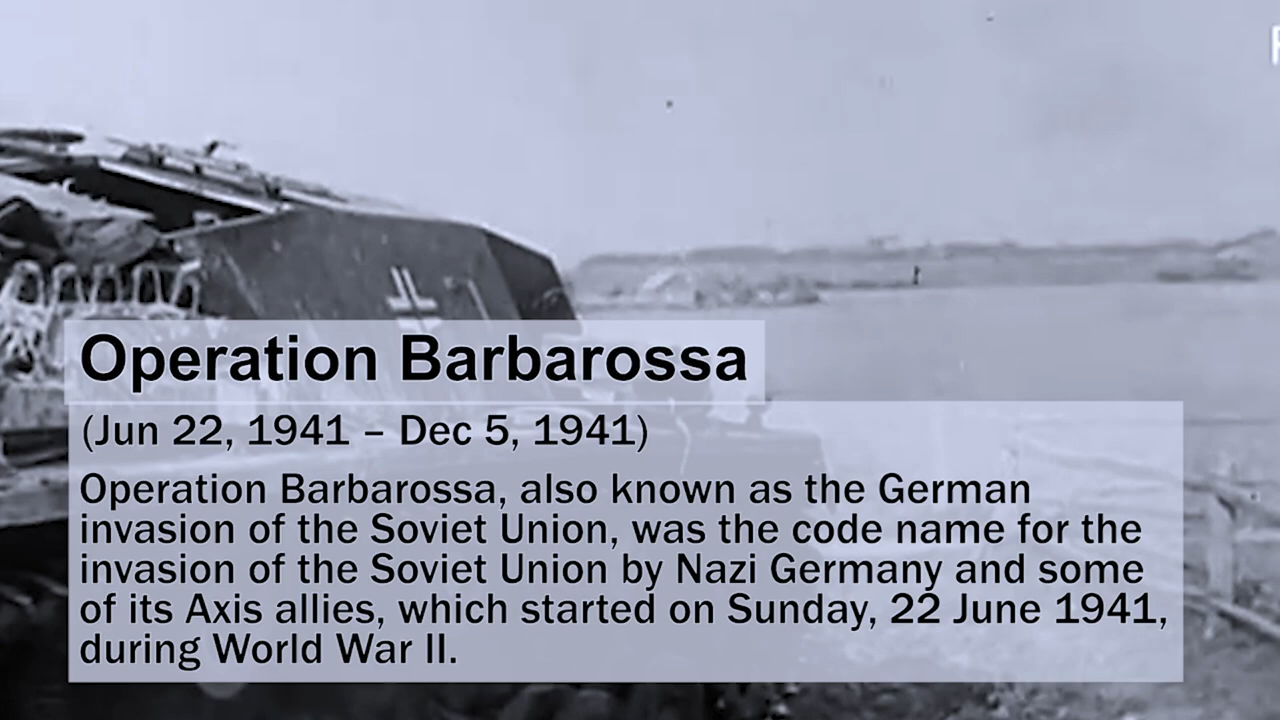 Operation Barbarossa
(Jun 22, 1941 – Dec 5, 1941)
Operation Barbarossa, also known as the German
invasion of the Soviet Union, was the code name for the
invasion of the Soviet Union by Nazi Germany and some
of its Axis allies, which started on Sunday, 22 June 1941,
during World War II.